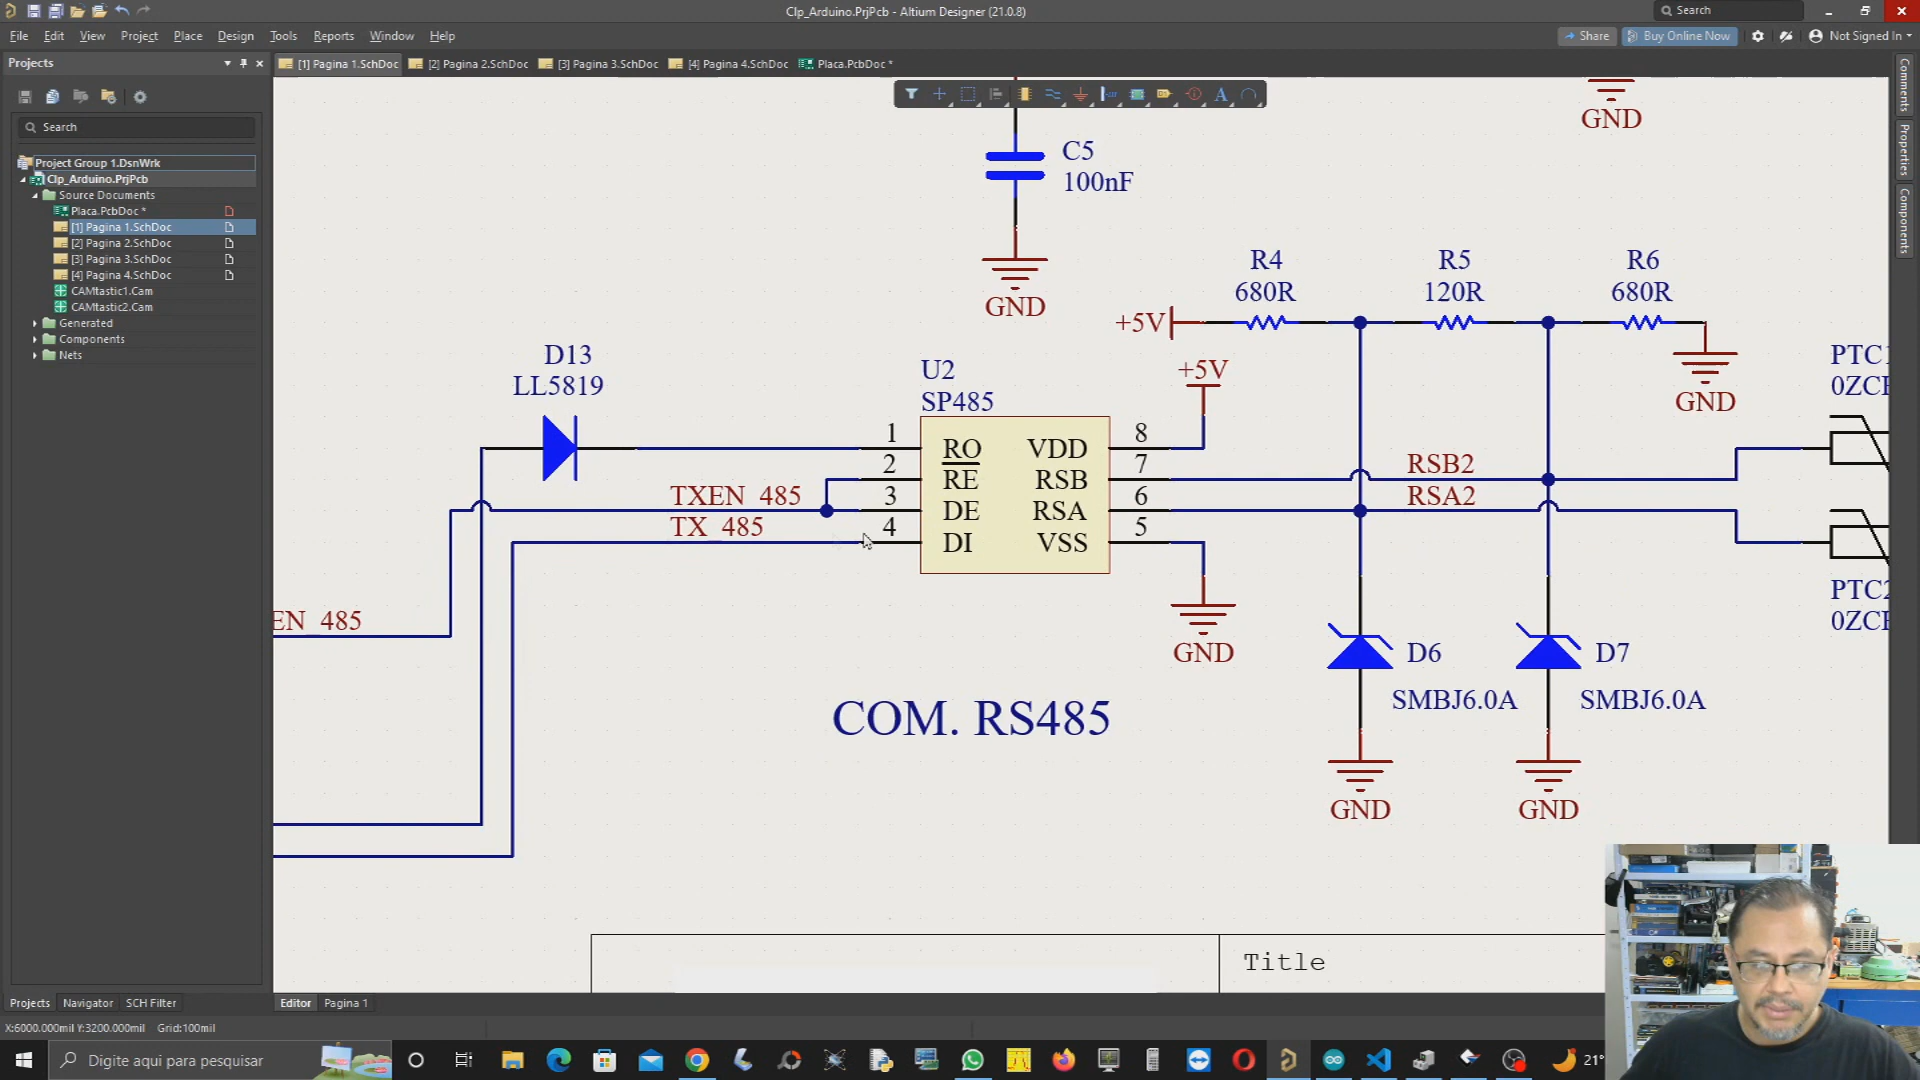 Clp_Arduino.PrjPcb - Altium Designer (21.0.8)
Search
File Edit View Project Place Design Tools Reports Window Help
Share Buy Online Now Not Signed In
Projects
[1] Pagina 1.SchDoc [2] Pagina 2.SchDoc [3] Pagina 3.SchDoc [4] Pagina 4.SchDoc Placa.PcbDoc *
Search
Project Group 1.DsnWrk
Clp_Arduino.PrjPcb
Source Documents
Placa.PcbDoc *
[1] Pagina 1.SchDoc
[2] Pagina 2.SchDoc
[3] Pagina 3.SchDoc
[4] Pagina 4.SchDoc
CAMtastic1.Cam
CAMtastic2.Cam
Generated
Components
Nets
Comments
Properties
Components
GND
C5
100nF
GND
R4
680R
R5
120R
R6
680R
+5V
GND
+5V
PTC1
D13
LL5819
U2
SP485
1 RO VDD 8
2 RE RSB 7
3 DE RSA 6
4 DI VSS 5
TXEN_485
TX_485
RSB2
RSA2
EN_485
GND
D6
SMBJ6.0A
D7
SMBJ6.0A
PTC2
COM. RS485
GND
GND
Title
Projects Navigator SCH Filter
Editor Pagina 1
X:6000.000mil Y:3200.000mil Grid:100mil
Digite aqui para pesquisar
21°